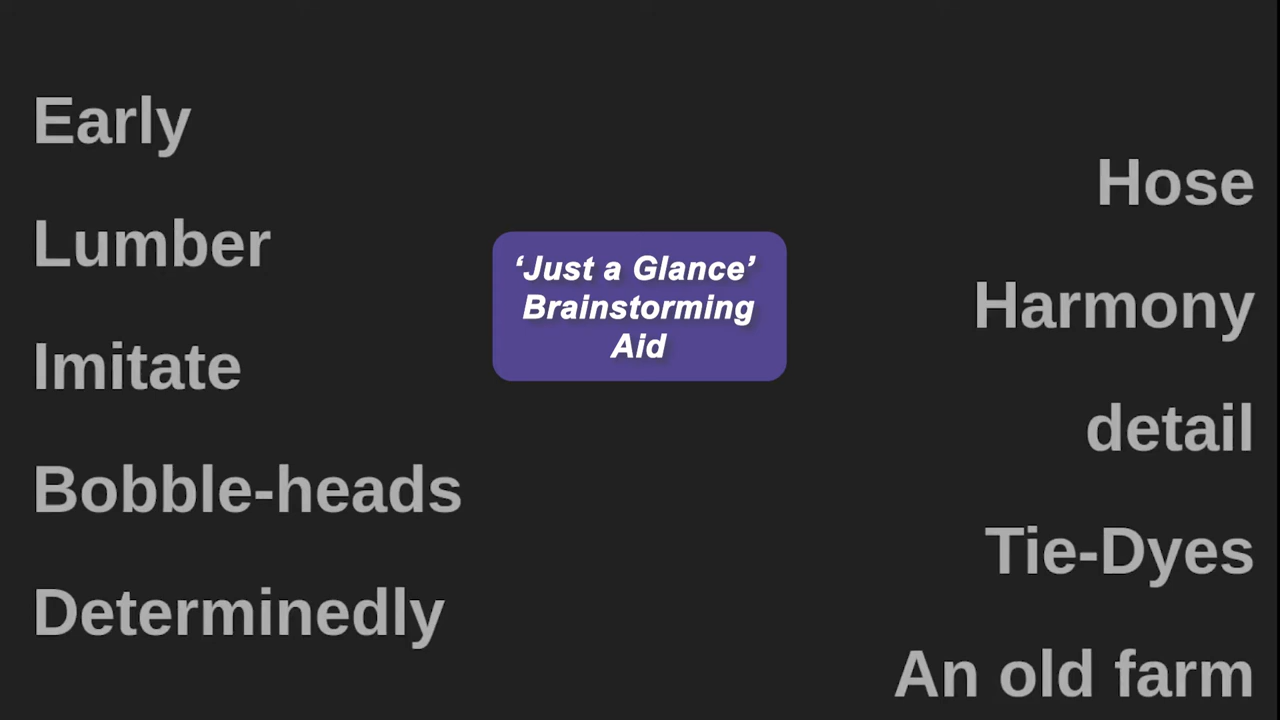 Early
Lumber
Imitate
Bobble-heads
Determinedly
‘Just a Glance’
Brainstorming
Aid
Hose
Harmony
detail
Tie-Dyes
An old farm